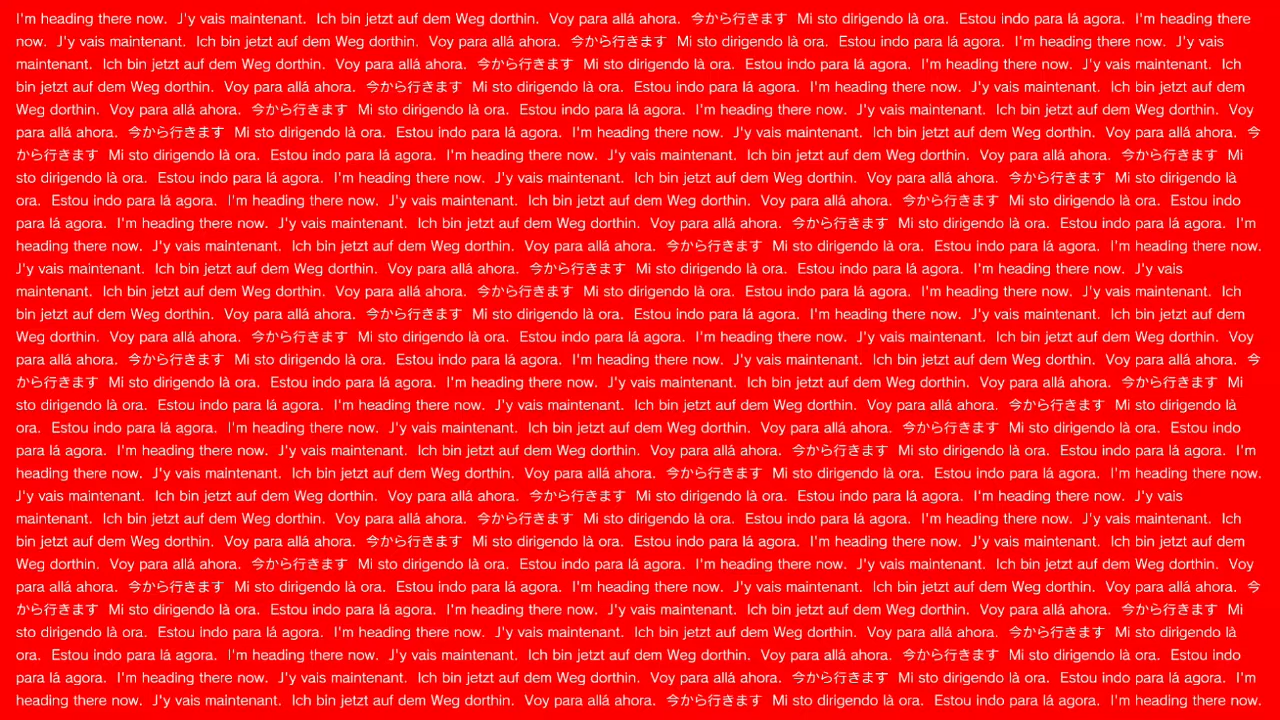 I'm heading there now. J'y vais maintenant. Ich bin jetzt auf dem Weg dorthin. Voy para allá ahora. 今から行きます Mi sto dirigendo là ora. Estou indo para lá agora. I'm heading there
now. J'y vais maintenant. Ich bin jetzt auf dem Weg dorthin. Voy para allá ahora. 今から行きます Mi sto dirigendo là ora. Estou indo para lá agora. I'm heading there now. J'y vais
maintenant. Ich bin jetzt auf dem Weg dorthin. Voy para allá ahora. 今から行きます Mi sto dirigendo là ora. Estou indo para lá agora. I'm heading there now. J'y vais maintenant. Ich
bin jetzt auf dem Weg dorthin. Voy para allá ahora. 今から行きます Mi sto dirigendo là ora. Estou indo para lá agora. I'm heading there now. J'y vais maintenant. Ich bin jetzt auf dem
Weg dorthin. Voy para allá ahora. 今から行きます Mi sto dirigendo là ora. Estou indo para lá agora. I'm heading there now. J'y vais maintenant. Ich bin jetzt auf dem Weg dorthin. Voy
para allá ahora. 今から行きます Mi sto dirigendo là ora. Estou indo para lá agora. I'm heading there now. J'y vais maintenant. Ich bin jetzt auf dem Weg dorthin. Voy para allá ahora. 今
から行きます Mi sto dirigendo là ora. Estou indo para lá agora. I'm heading there now. J'y vais maintenant. Ich bin jetzt auf dem Weg dorthin. Voy para allá ahora. 今から行きます Mi
sto dirigendo là ora. Estou indo para lá agora. I'm heading there now. J'y vais maintenant. Ich bin jetzt auf dem Weg dorthin. Voy para allá ahora. 今から行きます Mi sto dirigendo là
ora. Estou indo para lá agora. I'm heading there now. J'y vais maintenant. Ich bin jetzt auf dem Weg dorthin. Voy para allá ahora. 今から行きます Mi sto dirigendo là ora. Estou indo
para lá agora. I'm heading there now. J'y vais maintenant. Ich bin jetzt auf dem Weg dorthin. Voy para allá ahora. 今から行きます Mi sto dirigendo là ora. Estou indo para lá agora. I'm
heading there now. J'y vais maintenant. Ich bin jetzt auf dem Weg dorthin. Voy para allá ahora. 今から行きます Mi sto dirigendo là ora. Estou indo para lá agora. I'm heading there now.
J'y vais maintenant. Ich bin jetzt auf dem Weg dorthin. Voy para allá ahora. 今から行きます Mi sto dirigendo là ora. Estou indo para lá agora. I'm heading there now. J'y vais
maintenant. Ich bin jetzt auf dem Weg dorthin. Voy para allá ahora. 今から行きます Mi sto dirigendo là ora. Estou indo para lá agora. I'm heading there now. J'y vais maintenant. Ich
bin jetzt auf dem Weg dorthin. Voy para allá ahora. 今から行きます Mi sto dirigendo là ora. Estou indo para lá agora. I'm heading there now. J'y vais maintenant. Ich bin jetzt auf dem
Weg dorthin. Voy para allá ahora. 今から行きます Mi sto dirigendo là ora. Estou indo para lá agora. I'm heading there now. J'y vais maintenant. Ich bin jetzt auf dem Weg dorthin. Voy
para allá ahora. 今から行きます Mi sto dirigendo là ora. Estou indo para lá agora. I'm heading there now. J'y vais maintenant. Ich bin jetzt auf dem Weg dorthin. Voy para allá ahora. 今
から行きます Mi sto dirigendo là ora. Estou indo para lá agora. I'm heading there now. J'y vais maintenant. Ich bin jetzt auf dem Weg dorthin. Voy para allá ahora. 今から行きます Mi
sto dirigendo là ora. Estou indo para lá agora. I'm heading there now. J'y vais maintenant. Ich bin jetzt auf dem Weg dorthin. Voy para allá ahora. 今から行きます Mi sto dirigendo là
ora. Estou indo para lá agora. I'm heading there now. J'y vais maintenant. Ich bin jetzt auf dem Weg dorthin. Voy para allá ahora. 今から行きます Mi sto dirigendo là ora. Estou indo
para lá agora. I'm heading there now. J'y vais maintenant. Ich bin jetzt auf dem Weg dorthin. Voy para allá ahora. 今から行きます Mi sto dirigendo là ora. Estou indo para lá agora. I'm
heading there now. J'y vais maintenant. Ich bin jetzt auf dem Weg dorthin. Voy para allá ahora. 今から行きます Mi sto dirigendo là ora. Estou indo para lá agora. I'm heading there now.
J'y vais maintenant. Ich bin jetzt auf dem Weg dorthin. Voy para allá ahora. 今から行きます Mi sto dirigendo là ora. Estou indo para lá agora. I'm heading there now. J'y vais
maintenant. Ich bin jetzt auf dem Weg dorthin. Voy para allá ahora. 今から行きます Mi sto dirigendo là ora. Estou indo para lá agora. I'm heading there now. J'y vais maintenant. Ich
bin jetzt auf dem Weg dorthin. Voy para allá ahora. 今から行きます Mi sto dirigendo là ora. Estou indo para lá agora. I'm heading there now. J'y vais maintenant. Ich bin jetzt auf dem
Weg dorthin. Voy para allá ahora. 今から行きます Mi sto dirigendo là ora. Estou indo para lá agora. I'm heading there now. J'y vais maintenant. Ich bin jetzt auf dem Weg dorthin. Voy
para allá ahora. 今から行きます Mi sto dirigendo là ora. Estou indo para lá agora. I'm heading there now. J'y vais maintenant. Ich bin jetzt auf dem Weg dorthin. Voy para allá ahora. 今
から行きます Mi sto dirigendo là ora. Estou indo para lá agora. I'm heading there now. J'y vais maintenant. Ich bin jetzt auf dem Weg dorthin. Voy para allá ahora. 今から行きます Mi
sto dirigendo là ora. Estou indo para lá agora. I'm heading there now. J'y vais maintenant. Ich bin jetzt auf dem Weg dorthin. Voy para allá ahora. 今から行きます Mi sto dirigendo là
ora. Estou indo para lá agora. I'm heading there now. J'y vais maintenant. Ich bin jetzt auf dem Weg dorthin. Voy para allá ahora. 今から行きます Mi sto dirigendo là ora. Estou indo
para lá agora. I'm heading there now. J'y vais maintenant. Ich bin jetzt auf dem Weg dorthin. Voy para allá ahora. 今から行きます Mi sto dirigendo là ora. Estou indo para lá agora. I'm
heading there now. J'y vais maintenant. Ich bin jetzt auf dem Weg dorthin. Voy para allá ahora. 今から行きます Mi sto dirigendo là ora. Estou indo para lá agora. I'm heading there now.